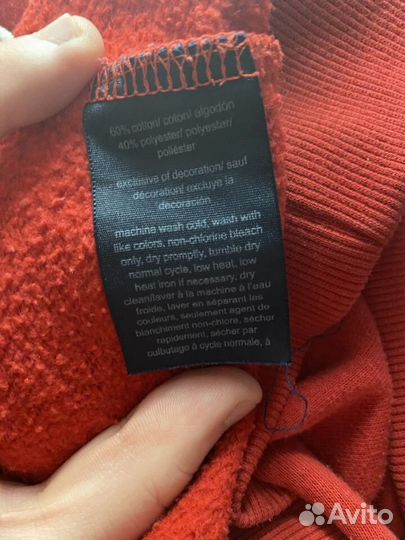 60% cotton/ coton/ algodón
40% polyester/ polyester/
poliéster
exclusive of decoration/ sauf
décoration/ excluye la
decoración
machine wash cold, wash with
like colors, non-chlorine bleach
only, dry promptly, tumble dry
normal cycle, low heat, low
heat iron if necessary, dry
clean/laver à la machine à l'eau
froide, laver en séparant les
couleurs, seulement agent de
blanchiment non-chlore, sécher
rapidement, sécher par
culbutage à cycle normale, à
Avito